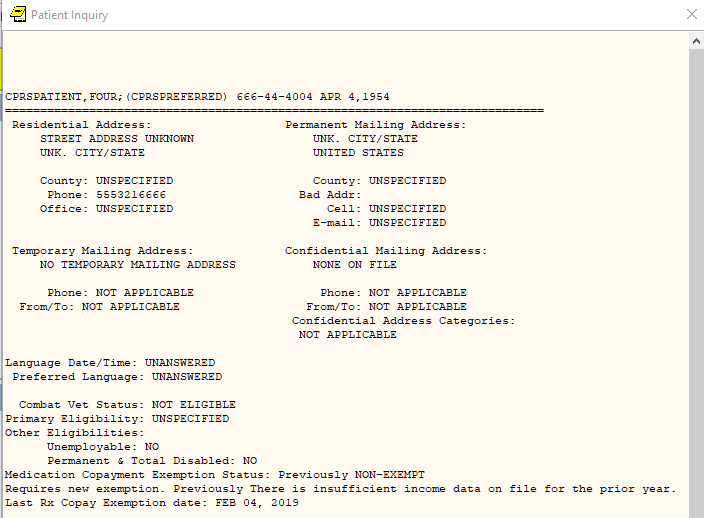 Patient Inquiry
CPRSPATIENT,FOUR;(CPRSPREFERRED) 666-44-4004 APR 4,1954
=============================================================================
Residential Address: Permanent Mailing Address:
STREET ADDRESS UNKNOWN UNK. CITY/STATE
UNK. CITY/STATE UNITED STATES
County: UNSPECIFIED County: UNSPECIFIED
Phone: 5553216666 Bad Addr:
Office: UNSPECIFIED Cell: UNSPECIFIED
E-mail: UNSPECIFIED
Temporary Mailing Address: Confidential Mailing Address:
NO TEMPORARY MAILING ADDRESS NONE ON FILE
Phone: NOT APPLICABLE Phone: NOT APPLICABLE
From/To: NOT APPLICABLE From/To: NOT APPLICABLE
Confidential Address Categories:
NOT APPLICABLE
Language Date/Time: UNANSWERED
Preferred Language: UNANSWERED
Combat Vet Status: NOT ELIGIBLE
Primary Eligibility: UNSPECIFIED
Other Eligibilities:
Unemployable: NO
Permanent & Total Disabled: NO
Medication Copayment Exemption Status: Previously NON-EXEMPT
Requires new exemption. Previously There is insufficient income data on file for the prior year.
Last Rx Copay Exemption date: FEB 04, 2019